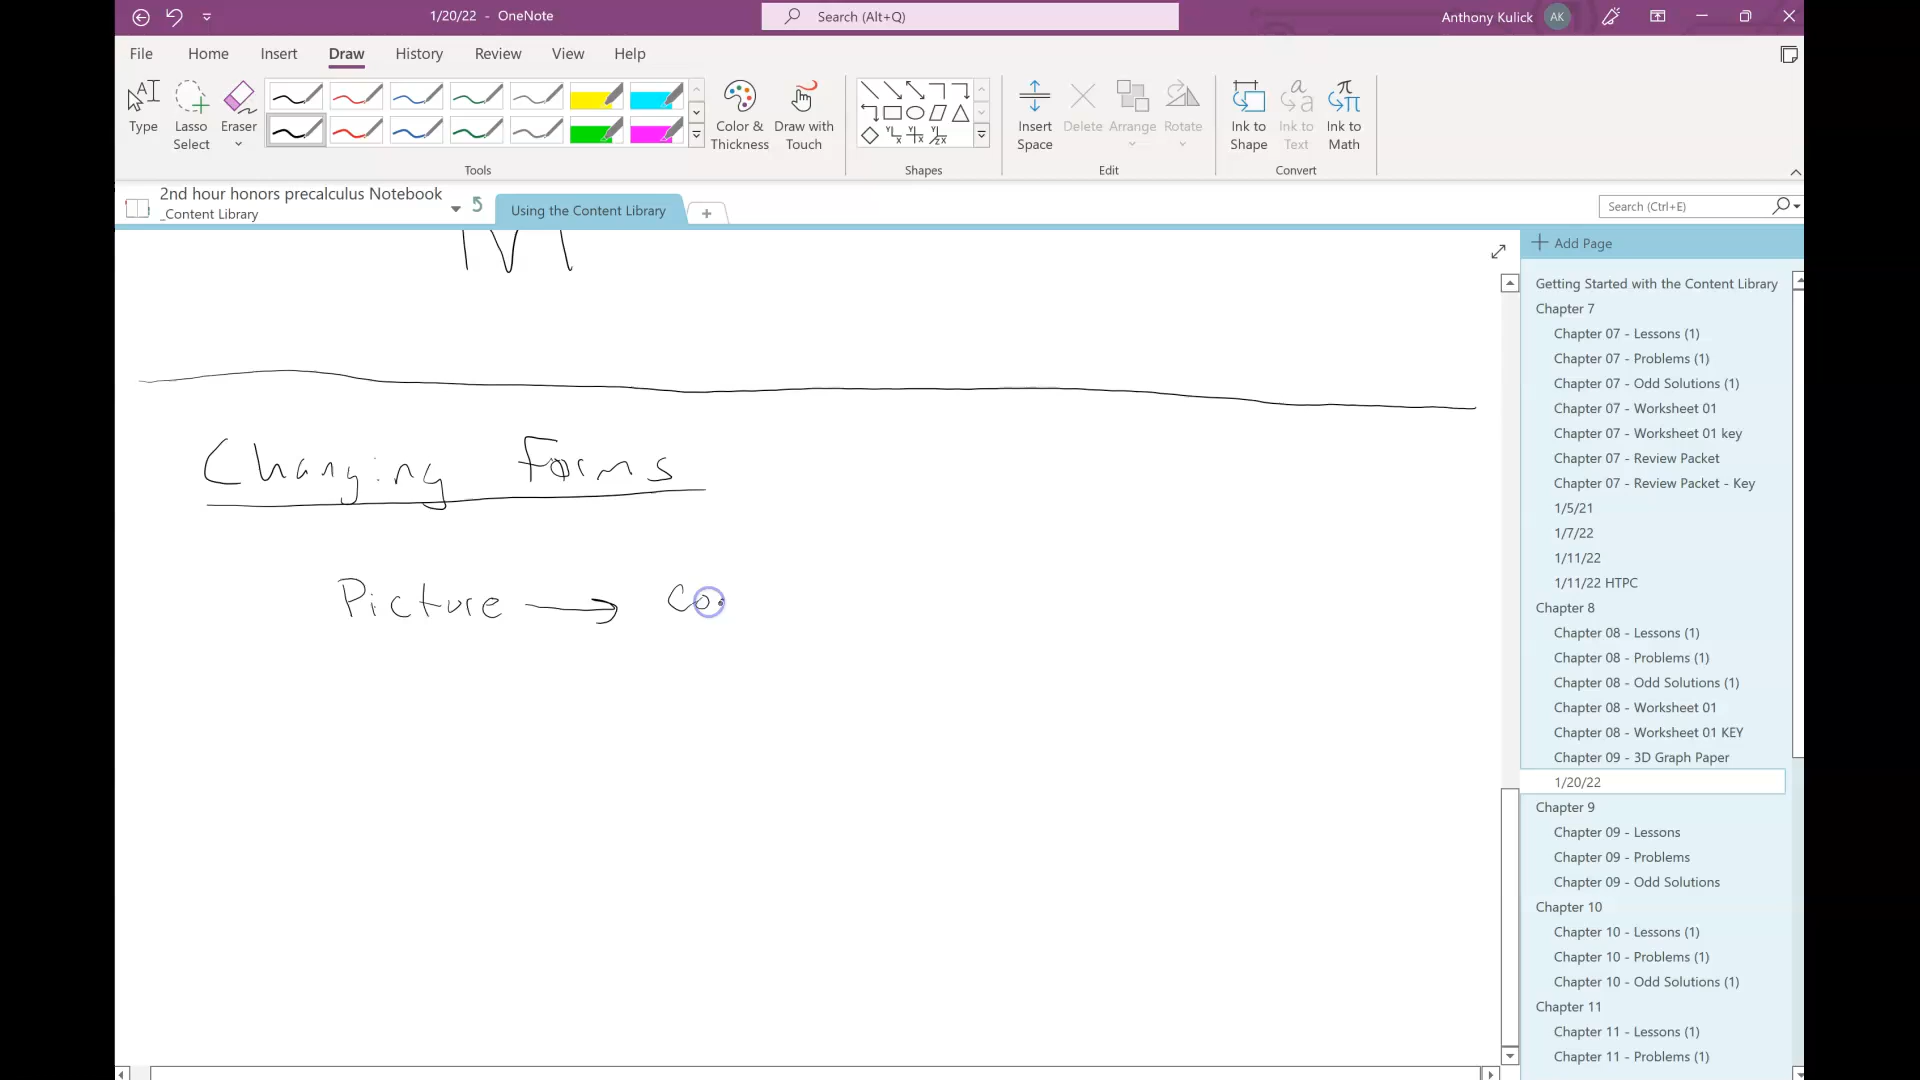 1/20/22 - OneNote
Search (Alt+Q)
Anthony Kulick AK
File Home Insert Draw History View Help
Type
Lasso Select
Eraser
Color & Thickness
Draw with Touch
Insert Space
Delete
Arrange
Rotate
Ink to Shape
Ink to Text
Ink to Math
Tools Shapes Edit Convert
2nd hour honors precalculus Notebook
_Content Library
Using the Content Library
Search (Ctrl+E)
Add Page
Getting Started with the Content Library
Chapter 7
Chapter 07 - Lessons (1)
Chapter 07 - Problems (1)
Chapter 07 - Odd Solutions (1)
Chapter 07 - Worksheet 01
Chapter 07 - Worksheet 01 key
Chapter 07 - Review Packet
Chapter 07 - Review Packet - Key
1/5/21
1/7/22
1/11/22
1/11/22 HTPC
Chapter 8
Chapter 08 - Lessons (1)
Chapter 08 - Problems (1)
Chapter 08 - Odd Solutions (1)
Chapter 08 - Worksheet 01
Chapter 08 - Worksheet 01 KEY
Chapter 09 - 3D Graph Paper
1/20/22
Chapter 9
Chapter 09 - Lessons
Chapter 09 - Problems
Chapter 09 - Odd Solutions
Chapter 10
Chapter 10 - Lessons (1)
Chapter 10 - Problems (1)
Chapter 10 - Odd Solutions (1)
Chapter 11
Chapter 11 - Lessons (1)
Chapter 11 - Problems (1)
Changing Forms
Picture → Co